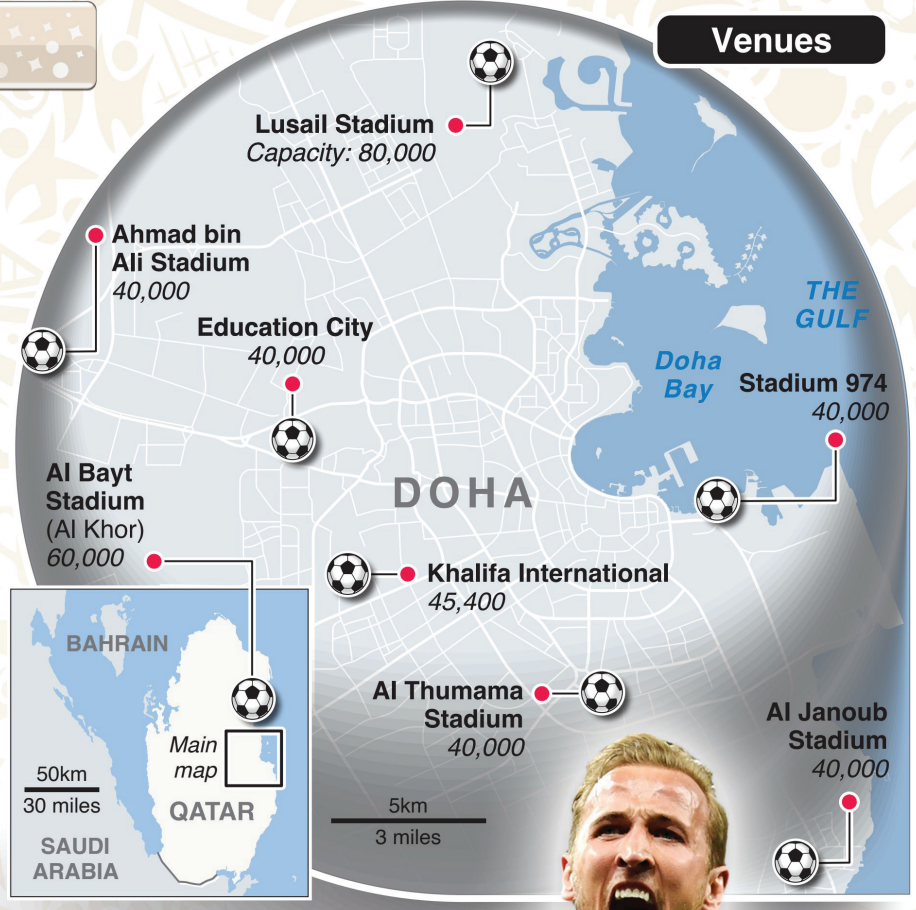 Venues
Lusail Stadium
Capacity: 80,000
Ahmad bin
Ali Stadium
40,000
Education City
40,000
THE
GULF
Doha
Bay
Stadium 974
40,000
Al Bayt
Stadium
(Al Khor)
60,000
DOHA
Khalifa International
45,400
Al Thumama
Stadium
40,000
Al Janoub
Stadium
40,000
5km
3 miles
BAHRAIN
Main
map
50km
30 miles
QATAR
SAUDI
ARABIA